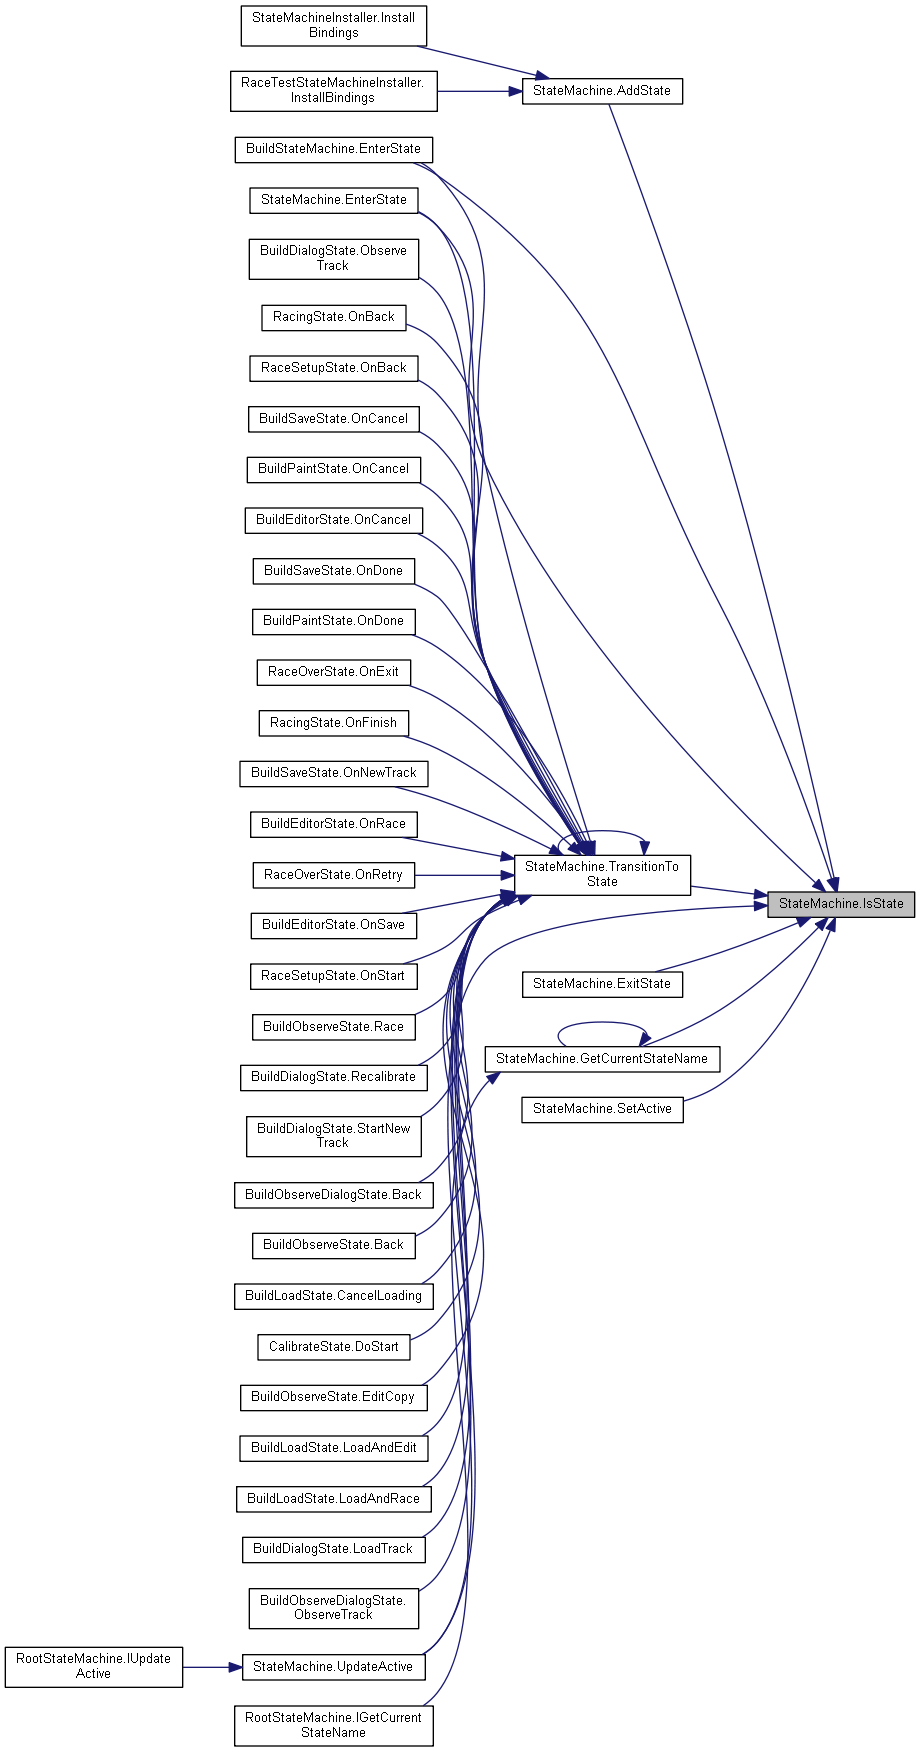 StateMachineInstaller.Install
Bindings
RaceTestStateMachineInstaller.
InstallBindings
StateMachine.AddState
BuildStateMachine.EnterState
StateMachine.EnterState
BuildDialogState.Observe
Track
RacingState.OnBack
RaceSetupState.OnBack
BuildSaveState.OnCancel
BuildPaintState.OnCancel
BuildEditorState.OnCancel
BuildSaveState.OnDone
BuildPaintState.OnDone
RaceOverState.OnExit
RacingState.OnFinish
BuildSaveState.OnNewTrack
BuildEditorState.OnRace
RaceOverState.OnRetry
StateMachine.TransitionTo
State
StateMachine.IsState
BuildEditorState.OnSave
RaceSetupState.OnStart
StateMachine.ExitState
BuildObserveState.Race
StateMachine.GetCurrentStateName
BuildDialogState.Recalibrate
StateMachine.SetActive
BuildDialogState.StartNew
Track
BuildObserveDialogState.Back
BuildObserveState.Back
BuildLoadState.CancelLoading
CalibrateState.DoStart
BuildObserveState.EditCopy
BuildLoadState.LoadAndEdit
BuildLoadState.LoadAndRace
BuildDialogState.LoadTrack
BuildObserveDialogState.
ObserveTrack
RootStateMachine.IUpdate
Active
StateMachine.UpdateActive
RootStateMachine.IGetCurrent
StateName